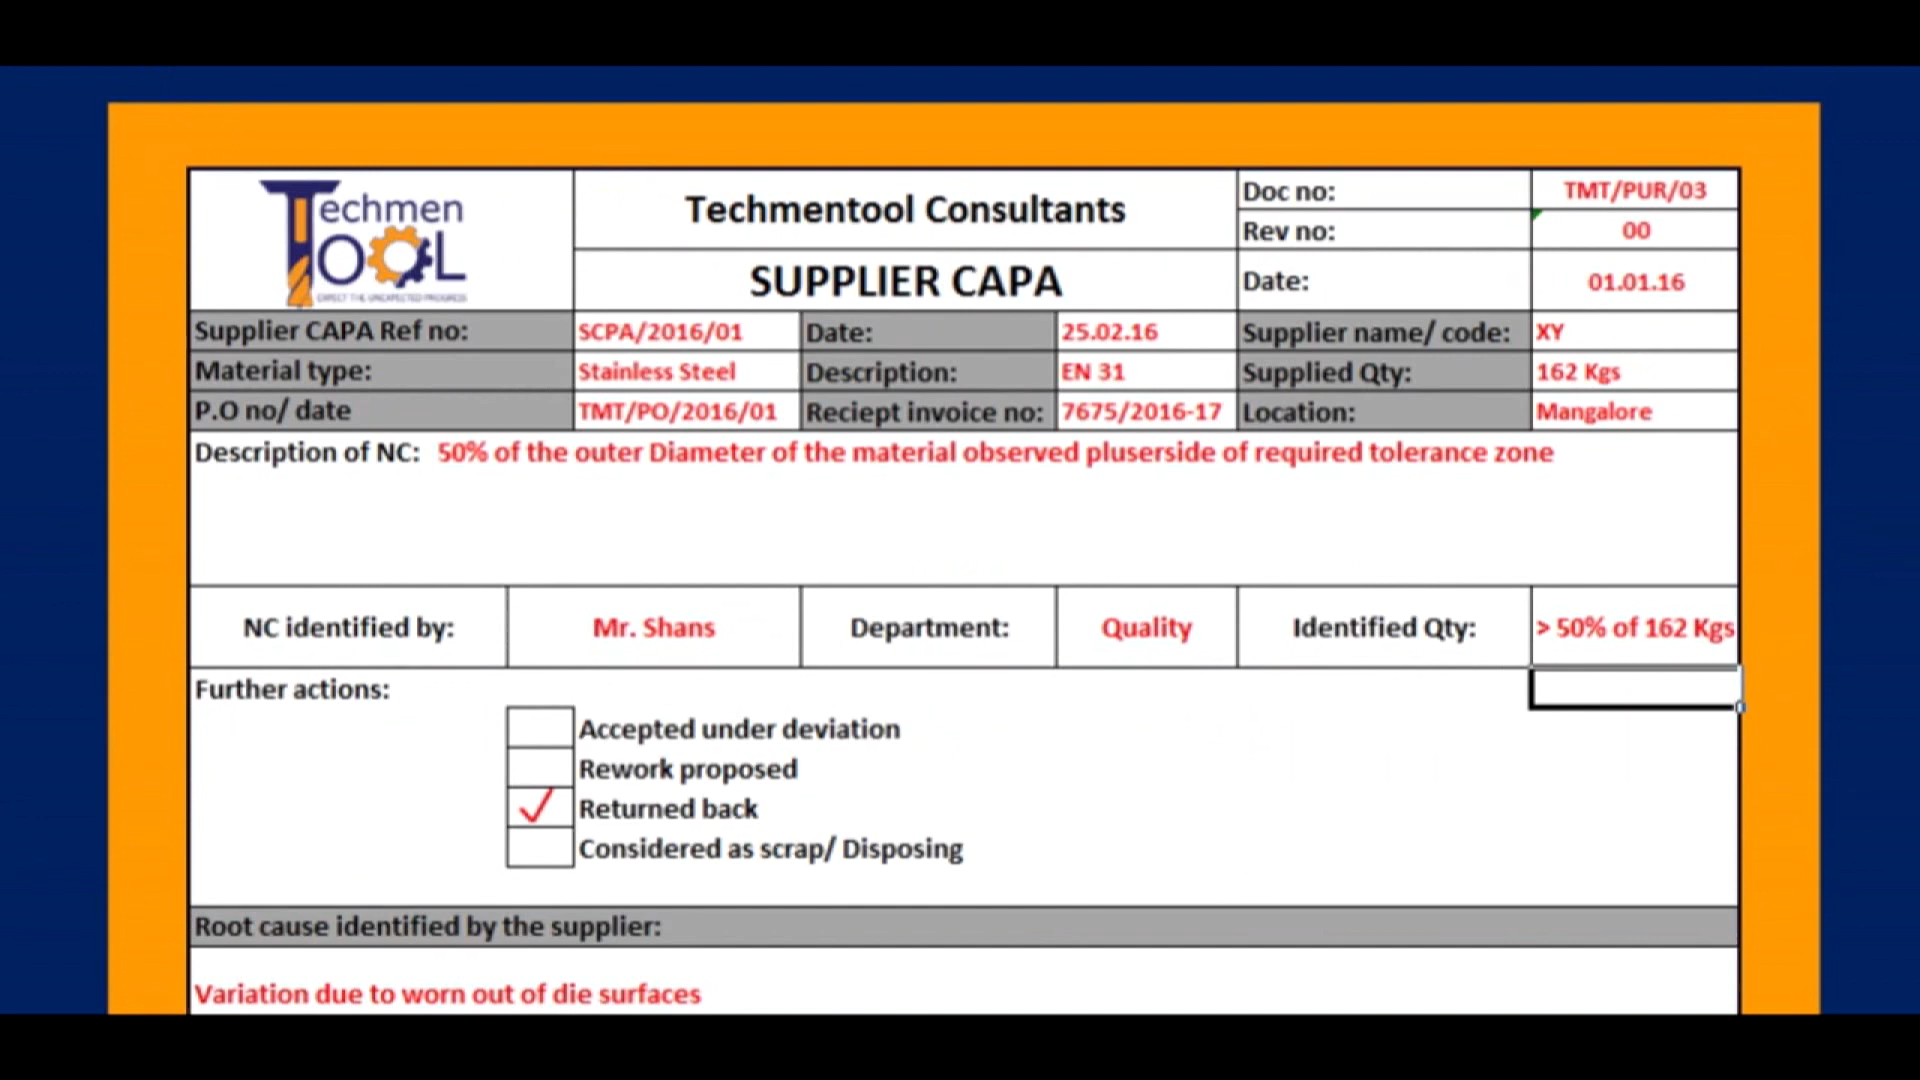 Techmen
TOOL
EXPECT THE UNEXPECTED PROGRESS
Techmentool Consultants
SUPPLIER CAPA
Doc no: TMT/PUR/03
Rev no: 00
Date: 01.01.16
Supplier CAPA Ref no: SCPA/2016/01 Date: 25.02.16 Supplier name/ code: XY
Material type: Stainless Steel Description: EN 31 Supplied Qty: 162 Kgs
P.O no/ date TMT/PO/2016/01 Reciept invoice no: 7675/2016-17 Location: Mangalore
Description of NC: 50% of the outer Diameter of the material observed pluserside of required tolerance zone
NC identified by: Mr. Shans Department: Quality Identified Qty: > 50% of 162 Kgs
Further actions:
Accepted under deviation
Rework proposed
Returned back
Considered as scrap/ Disposing
Root cause identified by the supplier:
Variation due to worn out of die surfaces